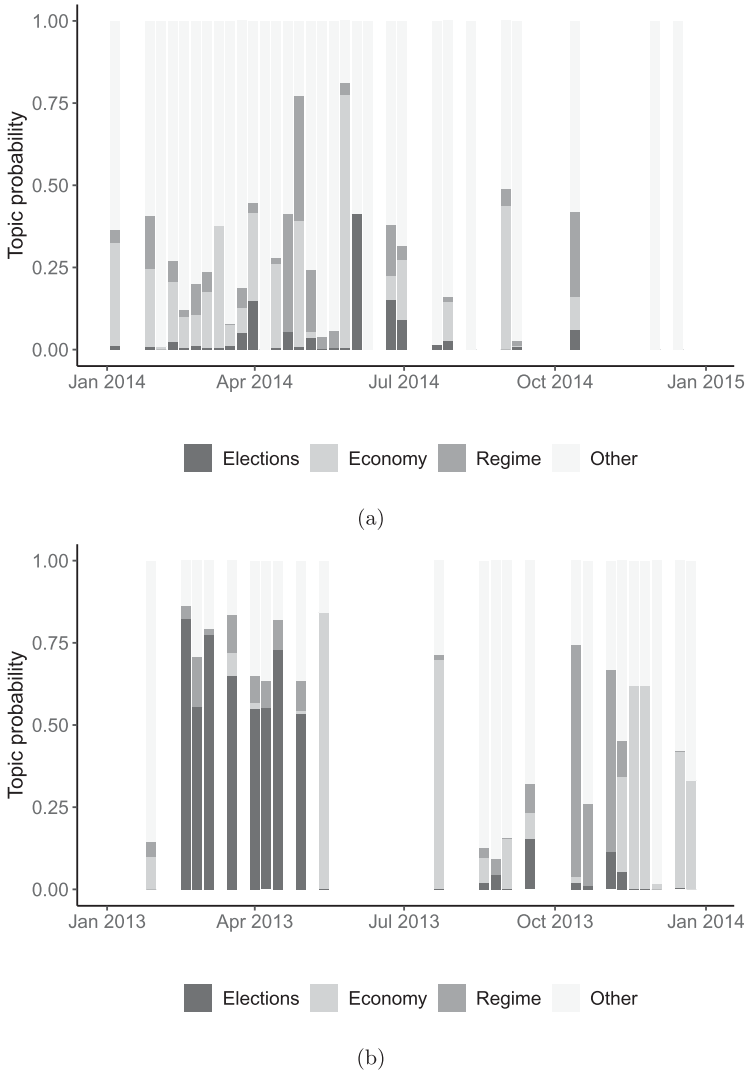 1.00
0.75
0.50
0.25
0.00
Topic probability
Jan 2014 Apr 2014 Jul 2014 Oct 2014 Jan 2015
Elections Economy Regime Other
(a)
1.00
0.75
0.50
0.25
0.00
Topic probability
Jan 2013 Apr 2013 Jul 2013 Oct 2013 Jan 2014
Elections Economy Regime Other
(b)